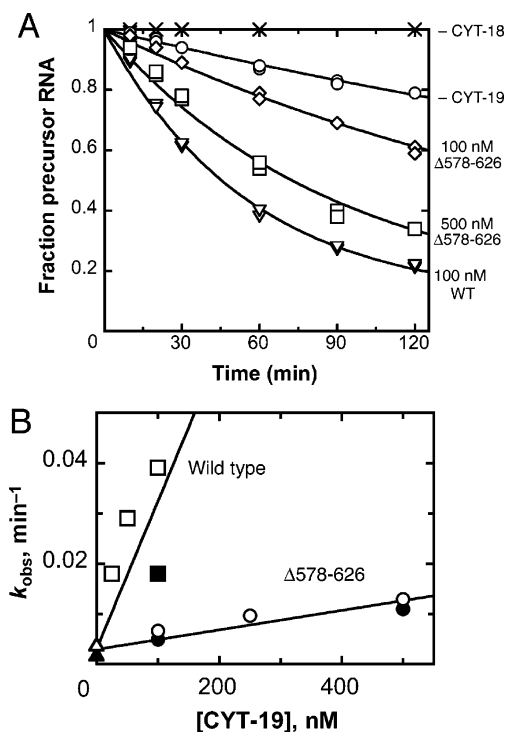 A
1
0.8
0.6
0.4
0.2
0
30
60
90
120
Fraction precursor RNA
Time (min)
– CYT-18
– CYT-19
100 nM
Δ578-626
500 nM
Δ578-626
100 nM
WT
B
0.04
0.02
0
200
400
kobs, min–1
[CYT-19], nM
Wild type
Δ578-626